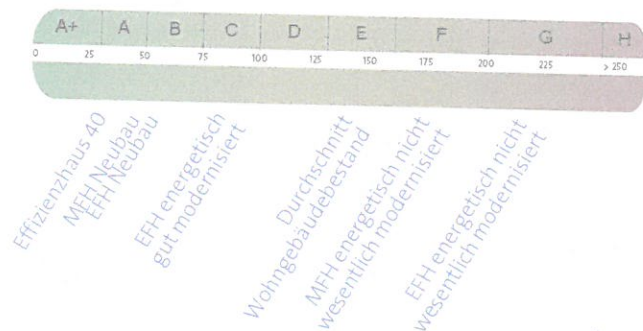 A+ A B C D E F G H
0 25 50 75 100 125 150 175 200 225 > 250
Effizienzhaus 40
MFH Neubau
EFH Neubau
EFH energetisch
gut modernisiert
Durchschnitt
Wohngebäudebestand
MFH energetisch nicht
wesentlich modernisiert
EFH energetisch nicht
wesentlich modernisiert